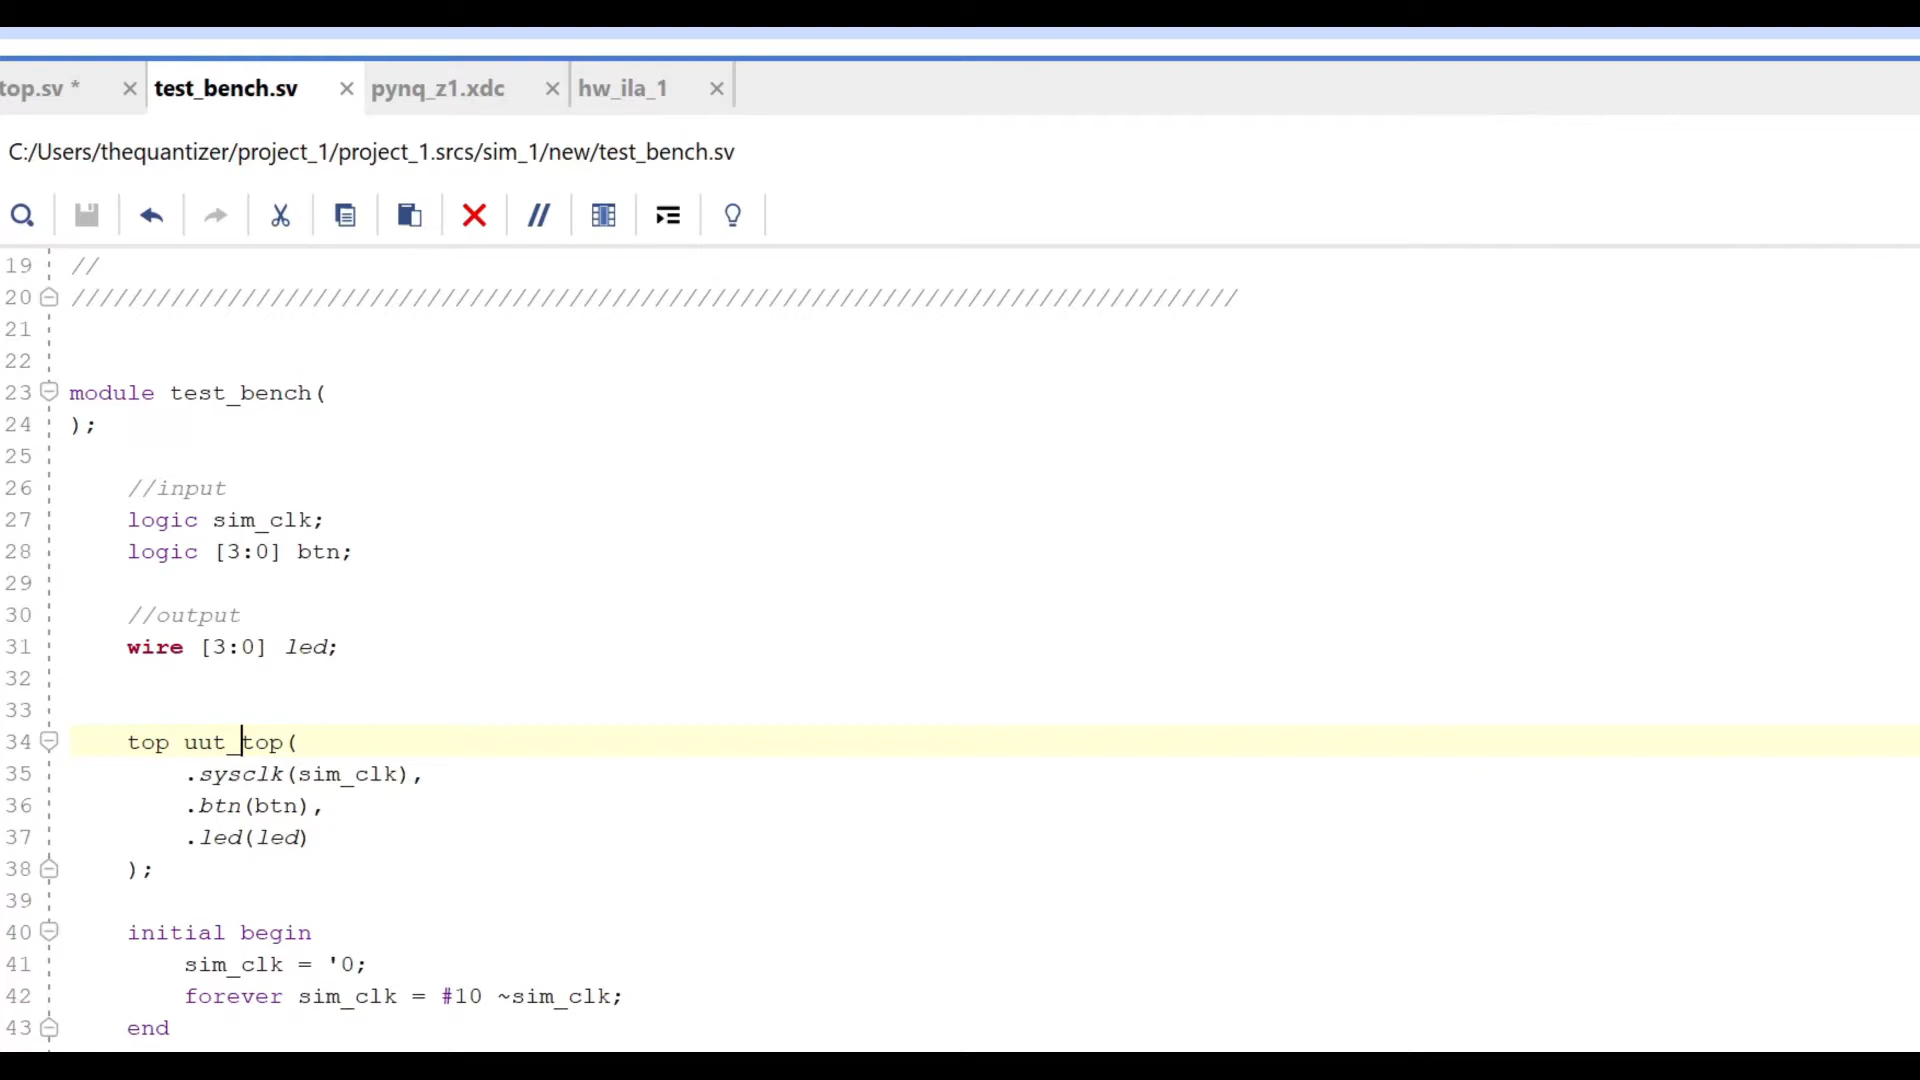 top.sv * test_bench.sv pynq_z1.xdc hw_ila_1
C:/Users/thequantizer/project_1/project_1.srcs/sim_1/new/test_bench.sv
19 //
20 //////////////////////////////////////////////////////////////////////////////////
21
22
23 module test_bench(
24 );
25
26 //input
27 logic sim_clk;
28 logic [3:0] btn;
29
30 //output
31 wire [3:0] led;
32
33
34 top uut_top(
35 .sysclk(sim_clk),
36 .btn(btn),
37 .led(led)
38 );
39
40 initial begin
41 sim_clk = '0;
42 forever sim_clk = #10 ~sim_clk;
43 end